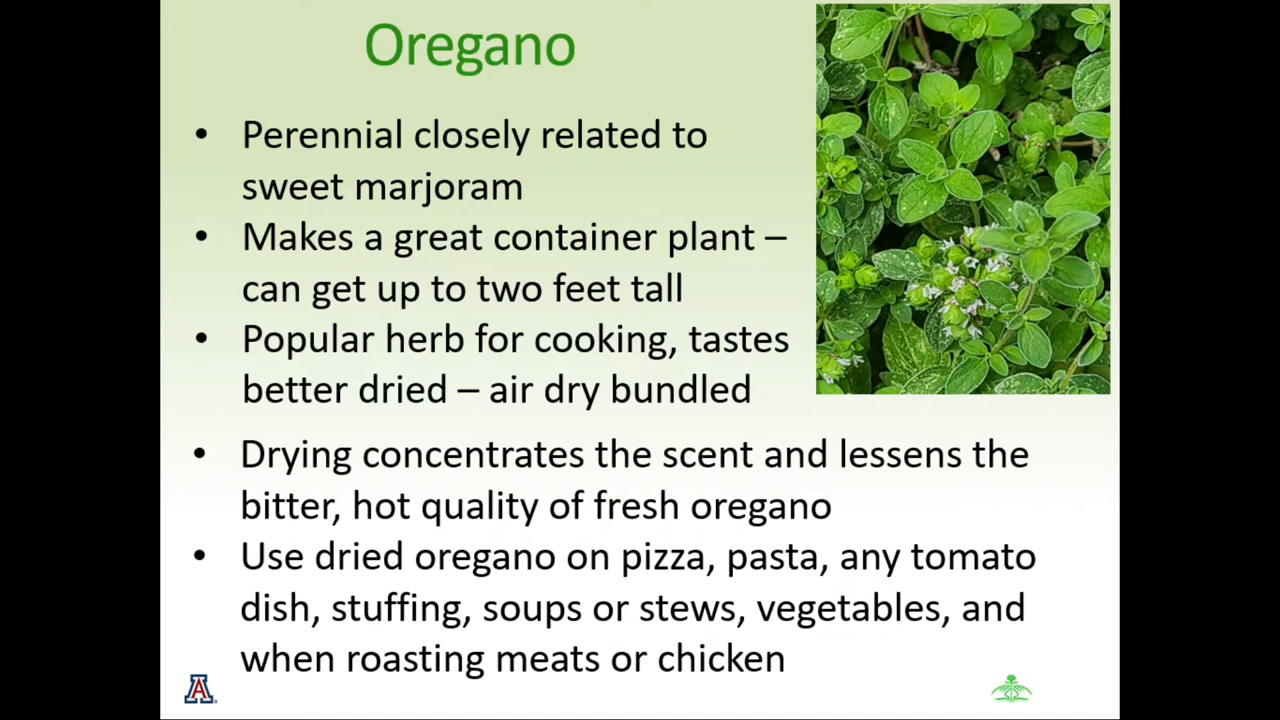 Oregano
• Perennial closely related to
sweet marjoram
• Makes a great container plant –
can get up to two feet tall
• Popular herb for cooking, tastes
better dried – air dry bundled
• Drying concentrates the scent and lessens the
bitter, hot quality of fresh oregano
• Use dried oregano on pizza, pasta, any tomato
dish, stuffing, soups or stews, vegetables, and
when roasting meats or chicken
A